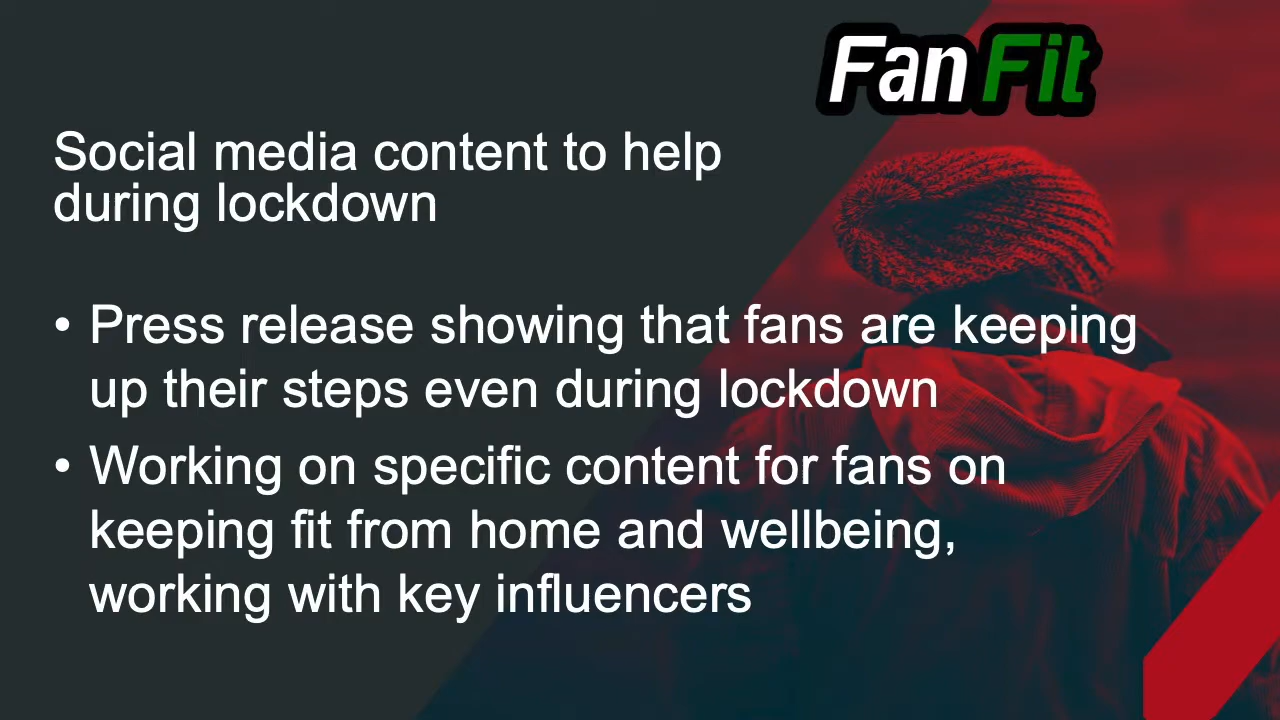 FanFit
Social media content to help
during lockdown
• Press release showing that fans are keeping
up their steps even during lockdown
• Working on specific content for fans on
keeping fit from home and wellbeing,
working with key influencers